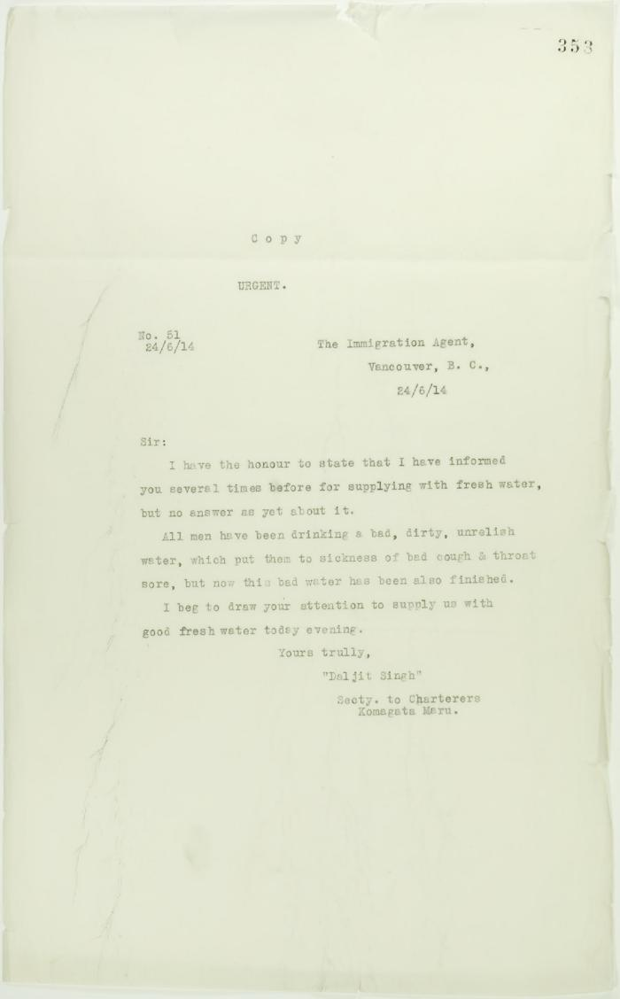 353
C o p y
URGENT.
No. 51
24/6/14
The Immigration Agent,
Vancouver, B. C.,
24/6/14
Sir:
I have the honour to state that I have informed
you several times before for supplying with fresh water,
but no answer as yet about it.
All men have been drinking a bad, dirty, unrelish
water, which put them to sickness of bad cough & throat
sore, but now this bad water has been also finished.
I beg to draw your attention to supply us with
good fresh water today evening.
Yours trully,
"Daljit Singh"
Secty. to Charterers
Komagata Maru.